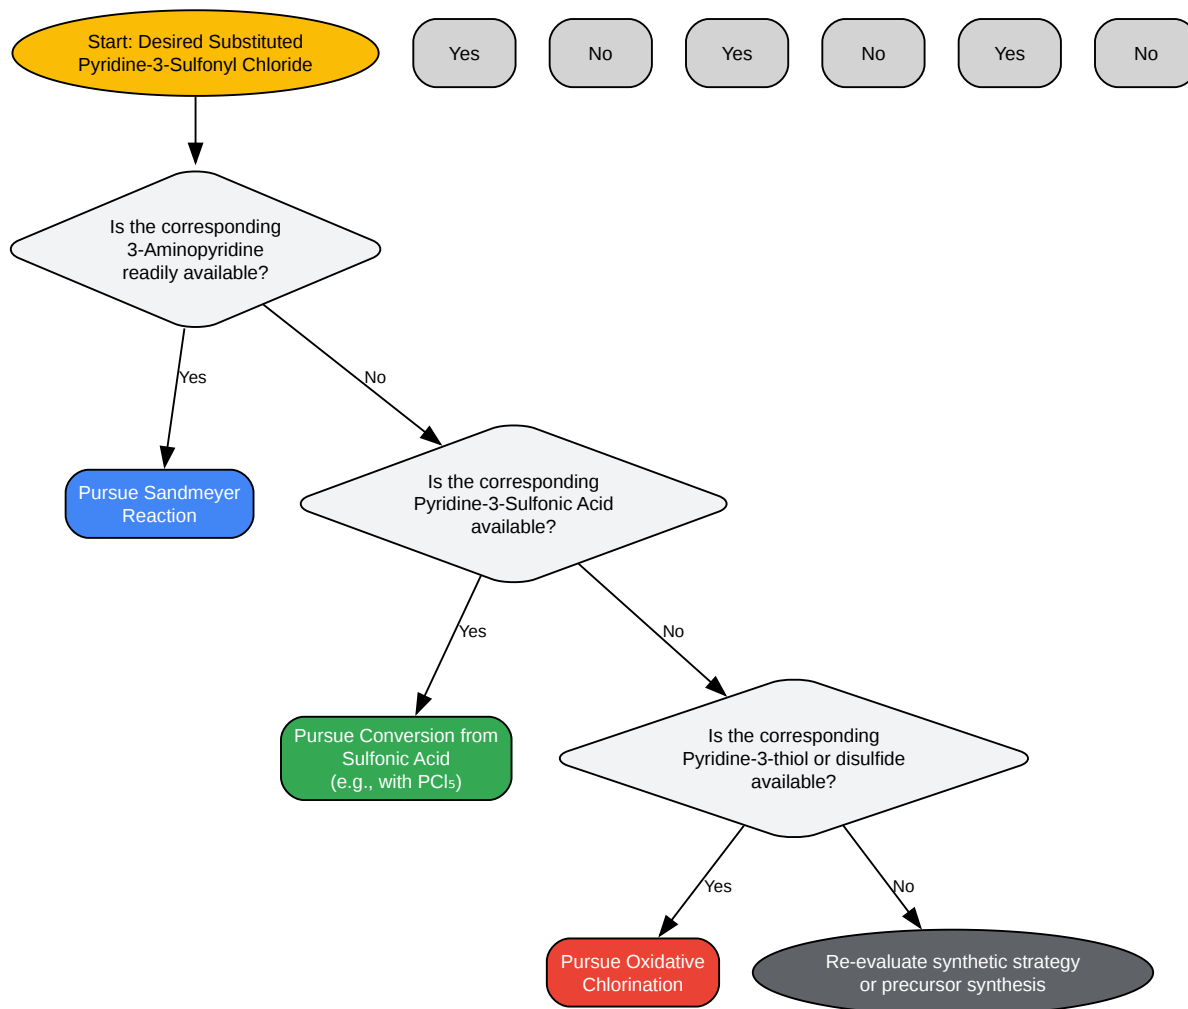 Start: Desired Substituted
Pyridine-3-Sulfonyl Chloride
Yes
No
Yes
No
Yes
No
Is the corresponding
3-Aminopyridine
readily available?
Yes
No
Pursue Sandmeyer
Reaction
Is the corresponding
Pyridine-3-Sulfonic Acid
available?
Yes
No
Pursue Conversion from
Sulfonic Acid
(e.g., with PCl₅)
Is the corresponding
Pyridine-3-thiol or disulfide
available?
Yes
No
Pursue Oxidative
Chlorination
Re-evaluate synthetic strategy
or precursor synthesis